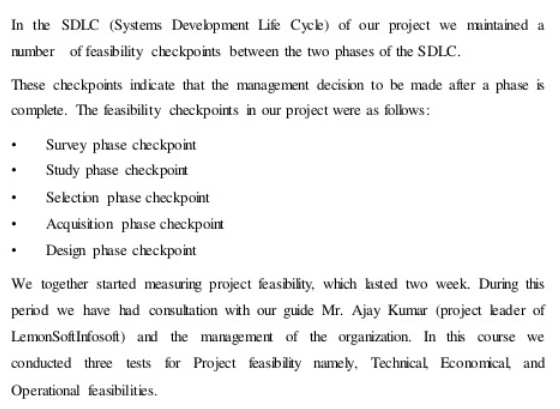 In the SDLC (Systems Development Life Cycle) of our project we maintained a
number of feasibility checkpoints between the two phases of the SDLC.
These checkpoints indicate that the management decision to be made after a phase is
complete. The feasibility checkpoints in our project were as follows:
• Survey phase checkpoint
• Study phase checkpoint
• Selection phase checkpoint
• Acquisition phase checkpoint
• Design phase checkpoint
We together started measuring project feasibility, which lasted two week. During this
period we have had consultation with our guide Mr. Ajay Kumar (project leader of
LemonSoftInfosoft) and the management of the organization. In this course we
conducted three tests for Project feasibility namely, Technical, Economical, and
Operational feasibilities.